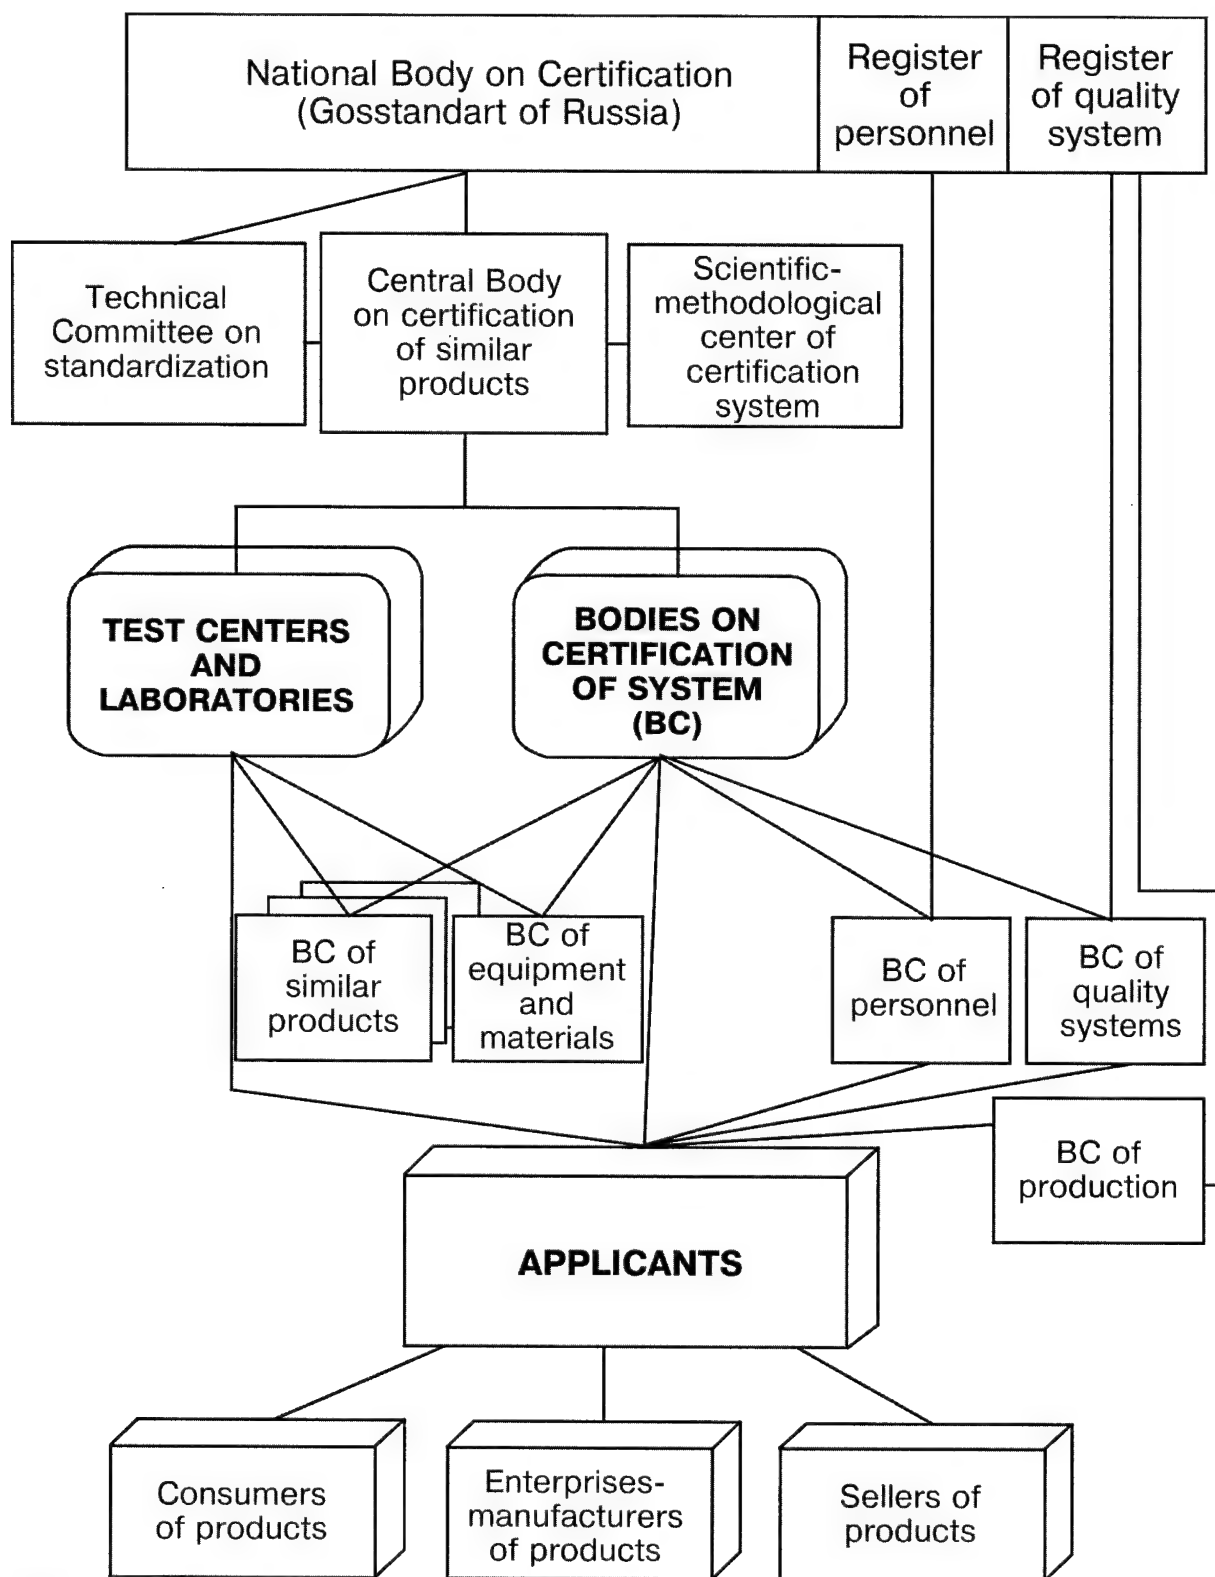 National Body on Certification
(Gosstandart of Russia)
Register
of
personnel
Register
of quality
system
Technical
Committee on
standardization
Central Body
on certification
of similar
products
Scientific-
methodological
center of
certification
system
TEST CENTERS
AND
LABORATORIES
BODIES ON
CERTIFICATION
OF SYSTEM
(BC)
BC of
similar
products
BC of
equipment
and
materials
BC of
personnel
BC of
quality
systems
BC of
production
APPLICANTS
Consumers
of products
Enterprises-
manufacturers
of products
Sellers of
products